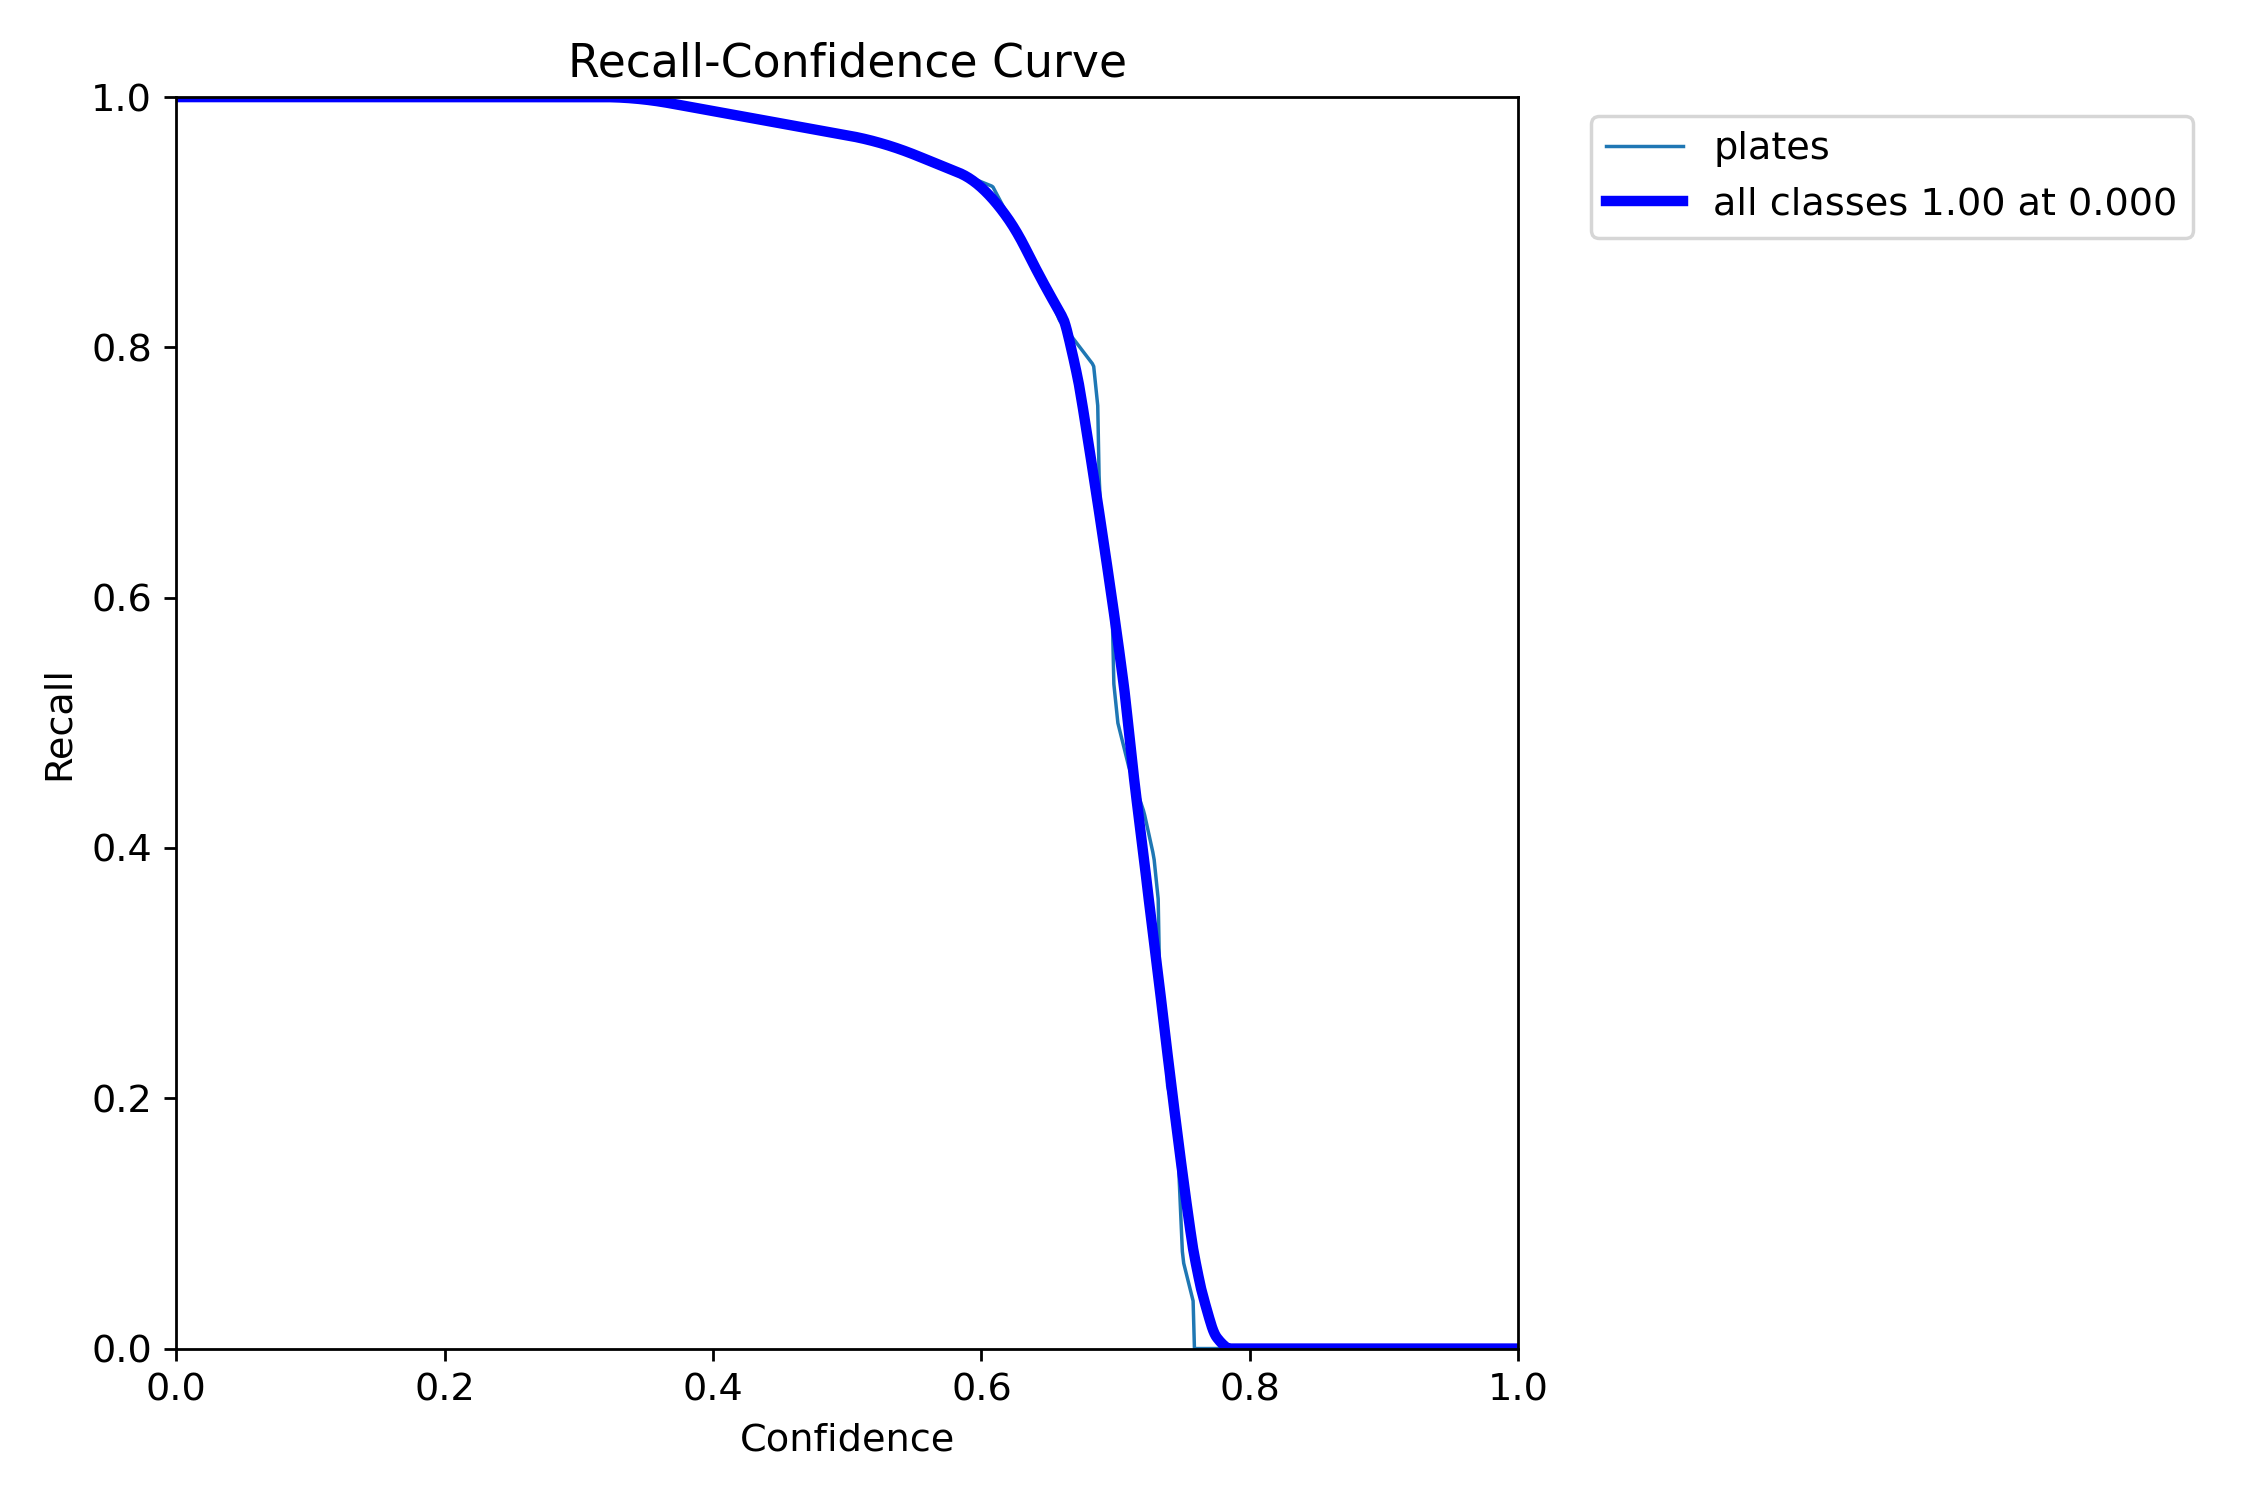 Recall-Confidence Curve
1.0
0.8
0.6
0.4
0.2
0.0
Recall
0.0 0.2 0.4 0.6 0.8 1.0
Confidence
plates
all classes 1.00 at 0.000